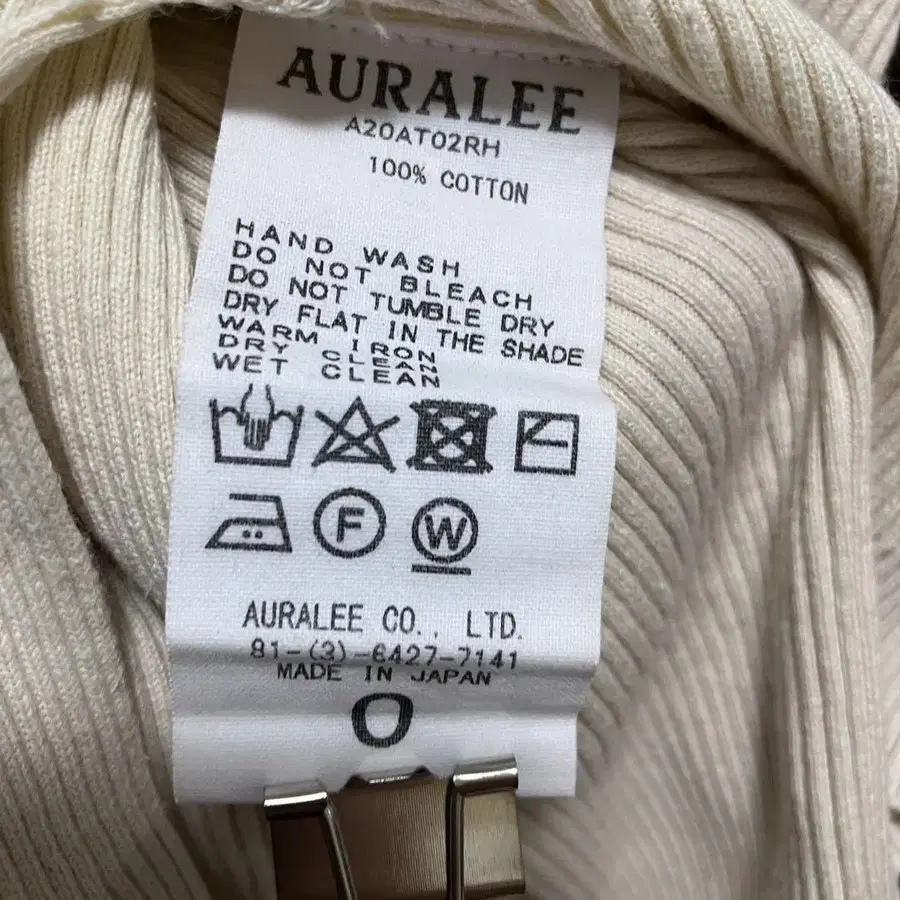 AURALEE
A20AT02RH
100% COTTON
HAND WASH
DO NOT BLEACH
DO NOT TUMBLE DRY
DRY FLAT IN THE SHADE
WARM IRON
DRY CLEAN
WET CLEAN
F
W
AURALEE CO., LTD.
81-(3)-6427-7141
MADE IN JAPAN
0